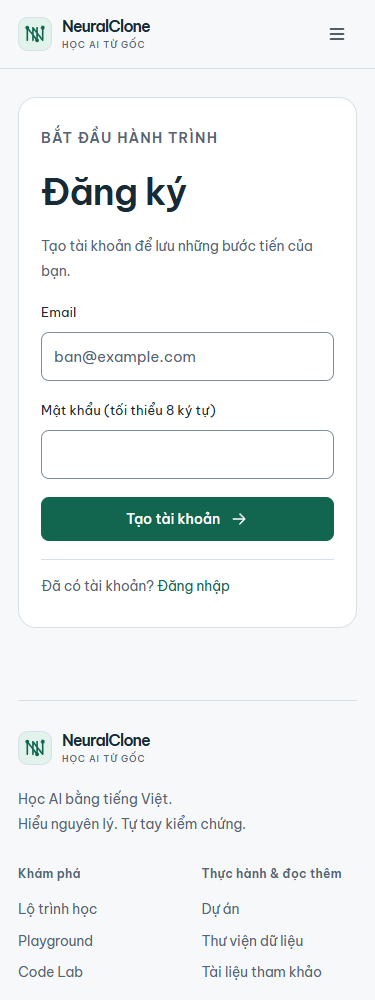 NeuralClone
HỌC AI TỪ GỐC
BẮT ĐẦU HÀNH TRÌNH
Đăng ký
Tạo tài khoản để lưu những bước tiến của
bạn.
Email
ban@example.com
Mật khẩu (tối thiểu 8 ký tự)
Tạo tài khoản →
Đã có tài khoản? Đăng nhập
NeuralClone
HỌC AI TỪ GỐC
Học AI bằng tiếng Việt.
Hiểu nguyên lý. Tự tay kiểm chứng.
Khám phá
Thực hành & đọc thêm
Lộ trình học
Dự án
Playground
Thư viện dữ liệu
Code Lab
Tài liệu tham khảo